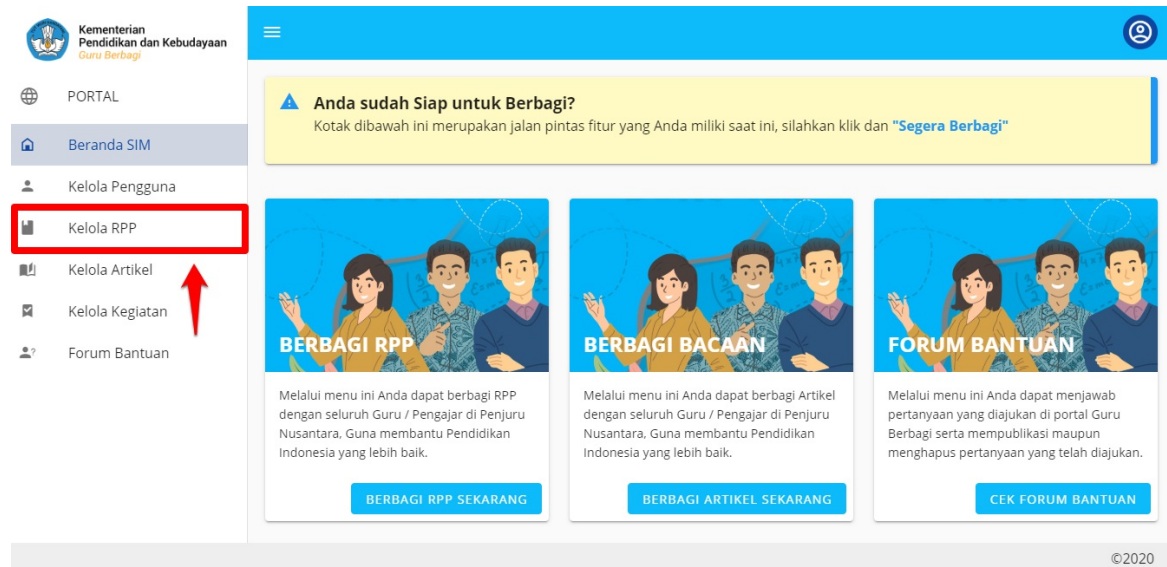 Kementerian
Pendidikan dan Kebudayaan
Guru Berbagi
PORTAL
Beranda SIM
Kelola Pengguna
Kelola RPP
Kelola Artikel
Kelola Kegiatan
Forum Bantuan
Anda sudah Siap untuk Berbagi?
Kotak dibawah ini merupakan jalan pintas fitur yang Anda miliki saat ini, silahkan klik dan "Segera Berbagi"
BERBAGI RPP
Melalui menu ini Anda dapat berbagi RPP
dengan seluruh Guru / Pengajar di Penjuru
Nusantara, Guna membantu Pendidikan
Indonesia yang lebih baik.
BERBAGI RPP SEKARANG
BERBAGI BACAAN
Melalui menu ini Anda dapat berbagi Artikel
dengan seluruh Guru / Pengajar di Penjuru
Nusantara, Guna membantu Pendidikan
Indonesia yang lebih baik.
BERBAGI ARTIKEL SEKARANG
FORUM BANTUAN
Melalui menu ini Anda dapat menjawab
pertanyaan yang diajukan di portal Guru
Berbagi serta mempublikasi maupun
menghapus pertanyaan yang telah diajukan.
CEK FORUM BANTUAN
©2020